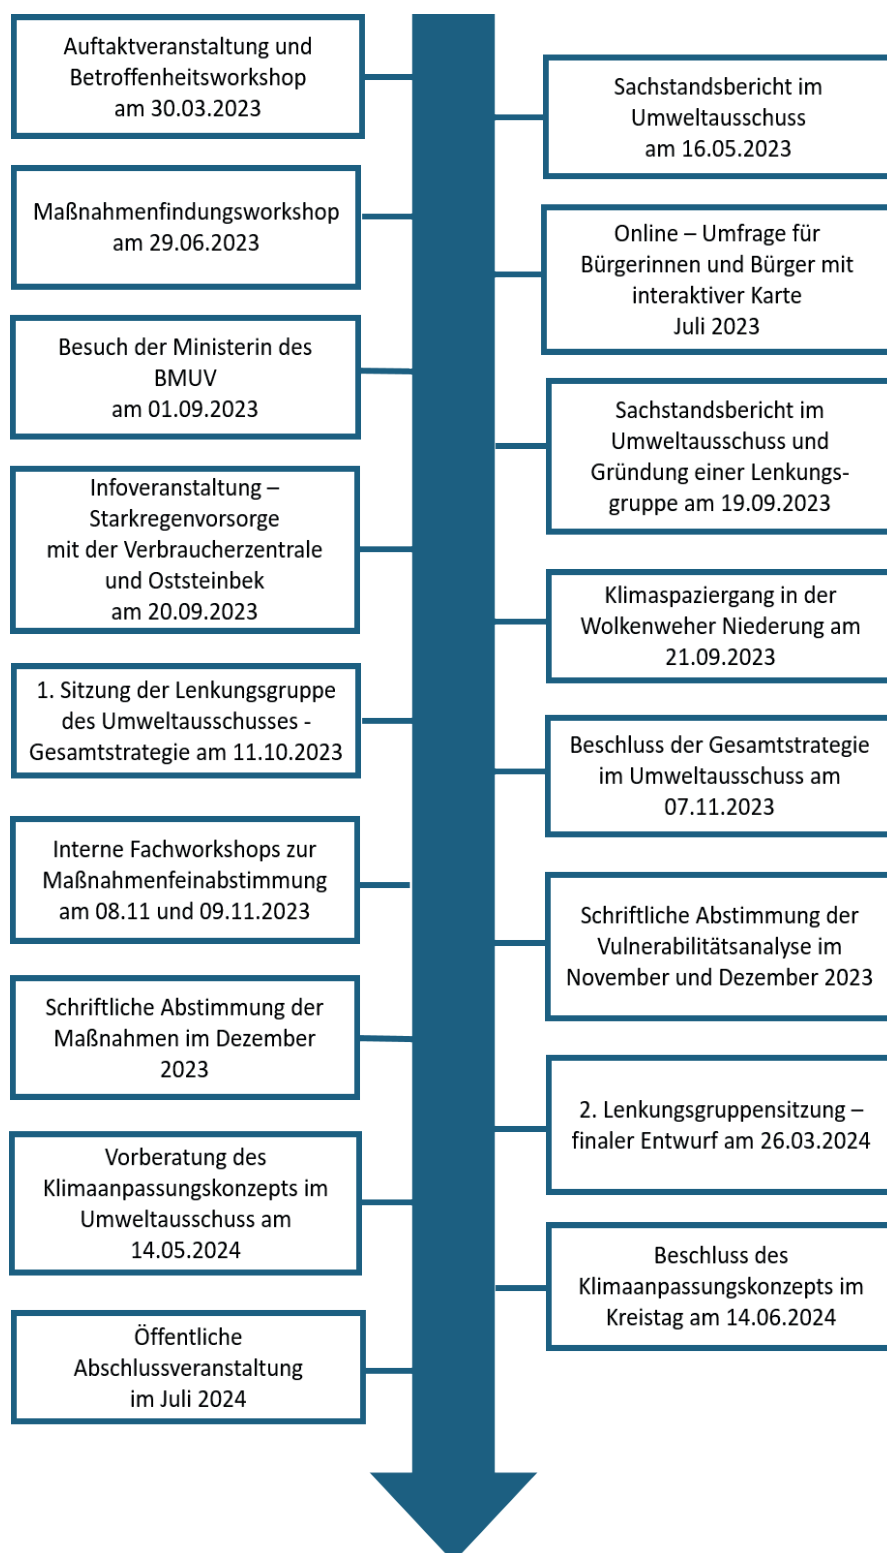 Auftaktveranstaltung und
Betroffenheitsworkshop
am 30.03.2023
Sachstandsbericht im
Umweltausschuss
am 16.05.2023
Maßnahmenfindungsworkshop
am 29.06.2023
Online – Umfrage für
Bürgerinnen und Bürger mit
interaktiver Karte
Juli 2023
Besuch der Ministerin des
BMUV
am 01.09.2023
Sachstandsbericht im
Umweltausschuss und
Gründung einer Lenkungs-
gruppe am 19.09.2023
Infoveranstaltung –
Starkregenvorsorge
mit der Verbraucherzentrale
und Oststeinbek
am 20.09.2023
Klimaspaziergang in der
Wolkenweher Niederung am
21.09.2023
1. Sitzung der Lenkungsgruppe
des Umweltausschusses -
Gesamtstrategie am 11.10.2023
Beschluss der Gesamtstrategie
im Umweltausschuss am
07.11.2023
Interne Fachworkshops zur
Maßnahmenfeinabstimmung
am 08.11 und 09.11.2023
Schriftliche Abstimmung der
Vulnerabilitätsanalyse im
November und Dezember 2023
Schriftliche Abstimmung der
Maßnahmen im Dezember
2023
2. Lenkungsgruppensitzung –
finaler Entwurf am 26.03.2024
Vorberatung des
Klimaanpassungskonzepts im
Umweltausschuss am
14.05.2024
Beschluss des
Klimaanpassungskonzepts im
Kreistag am 14.06.2024
Öffentliche
Abschlussveranstaltung
im Juli 2024